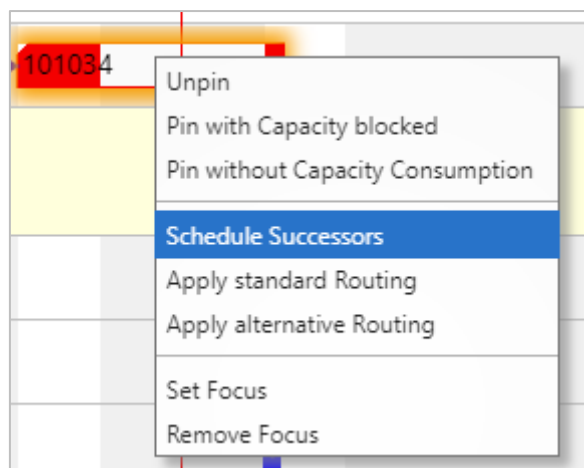 101034
Unpin
Pin with Capacity blocked
Pin without Capacity Consumption
Schedule Successors
Apply standard Routing
Apply alternative Routing
Set Focus
Remove Focus